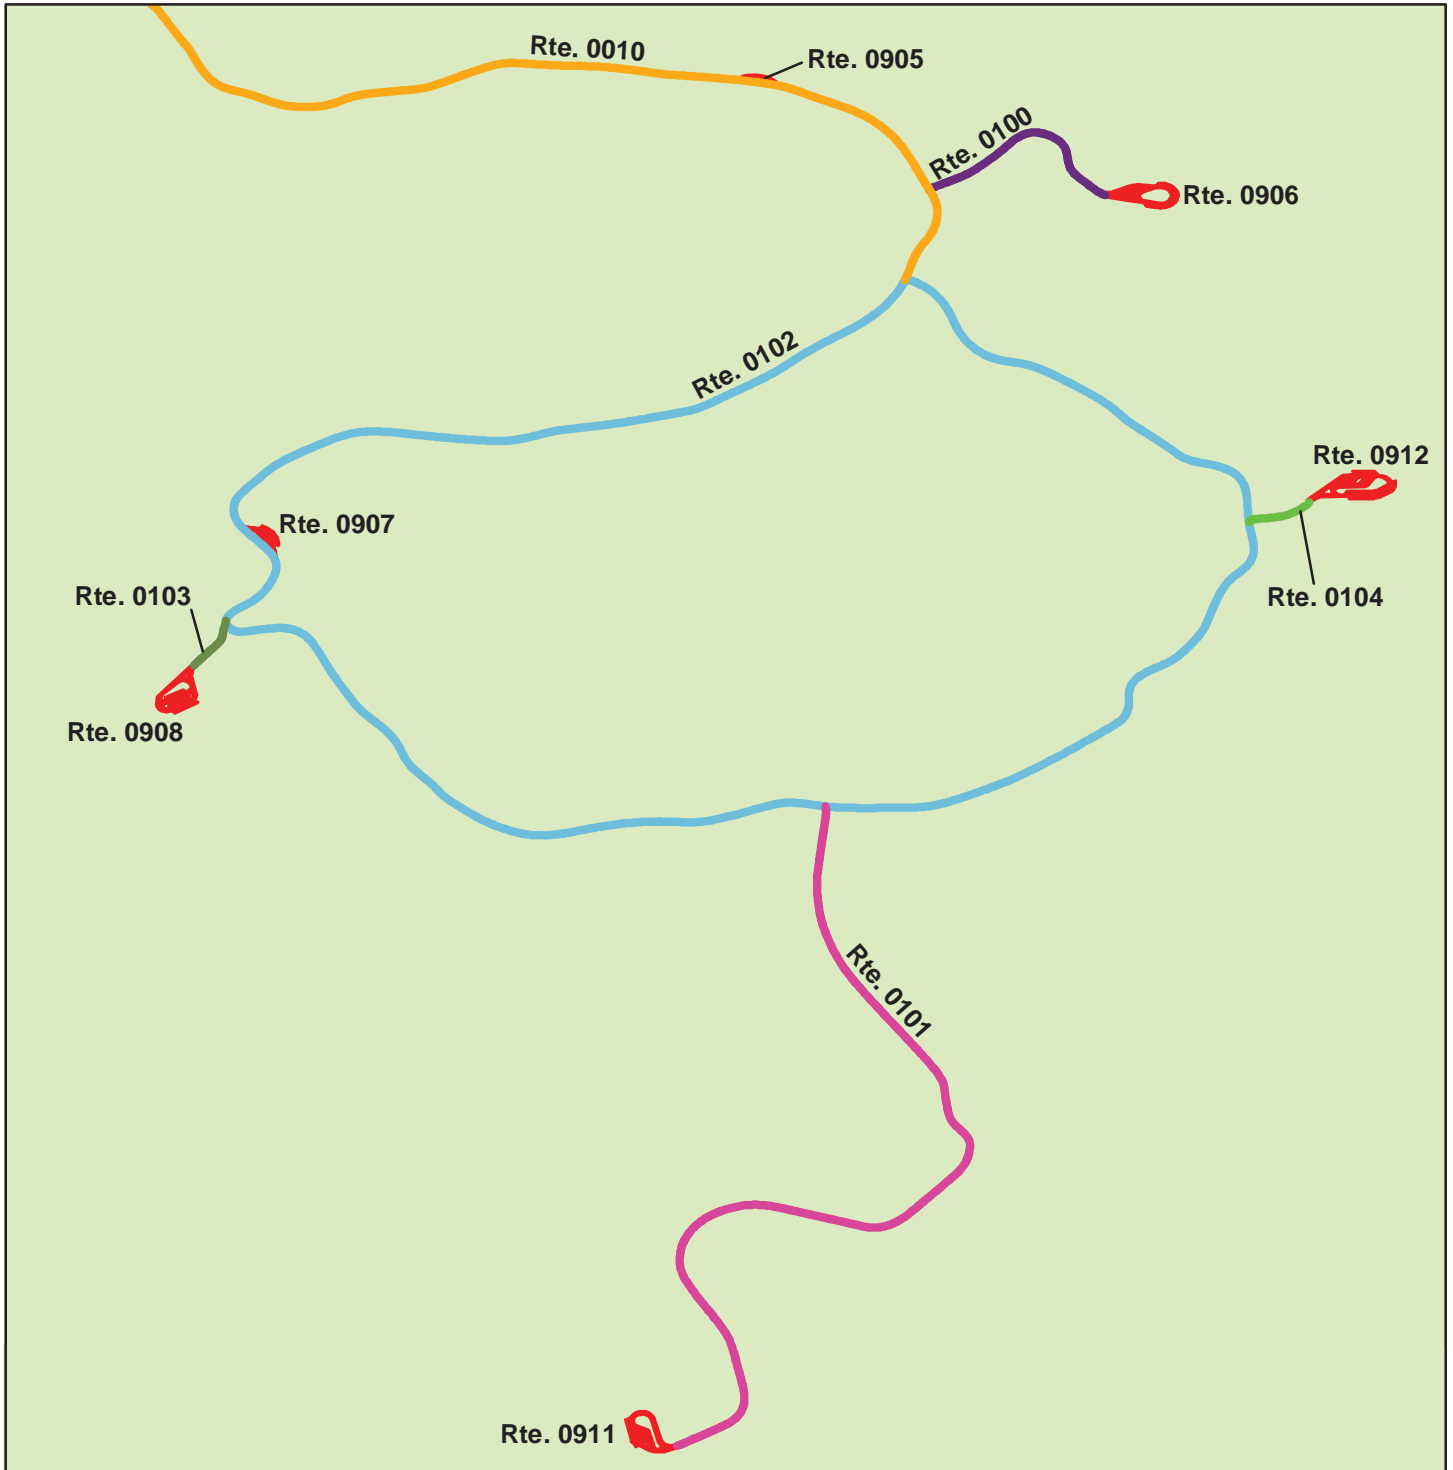 Rte. 0010
Rte. 0905
Rte. 0100
Rte. 0906
Rte. 0102
Rte. 0912
Rte. 0907
Rte. 0103
Rte. 0104
Rte. 0908
Rte. 0101
Rte. 0911